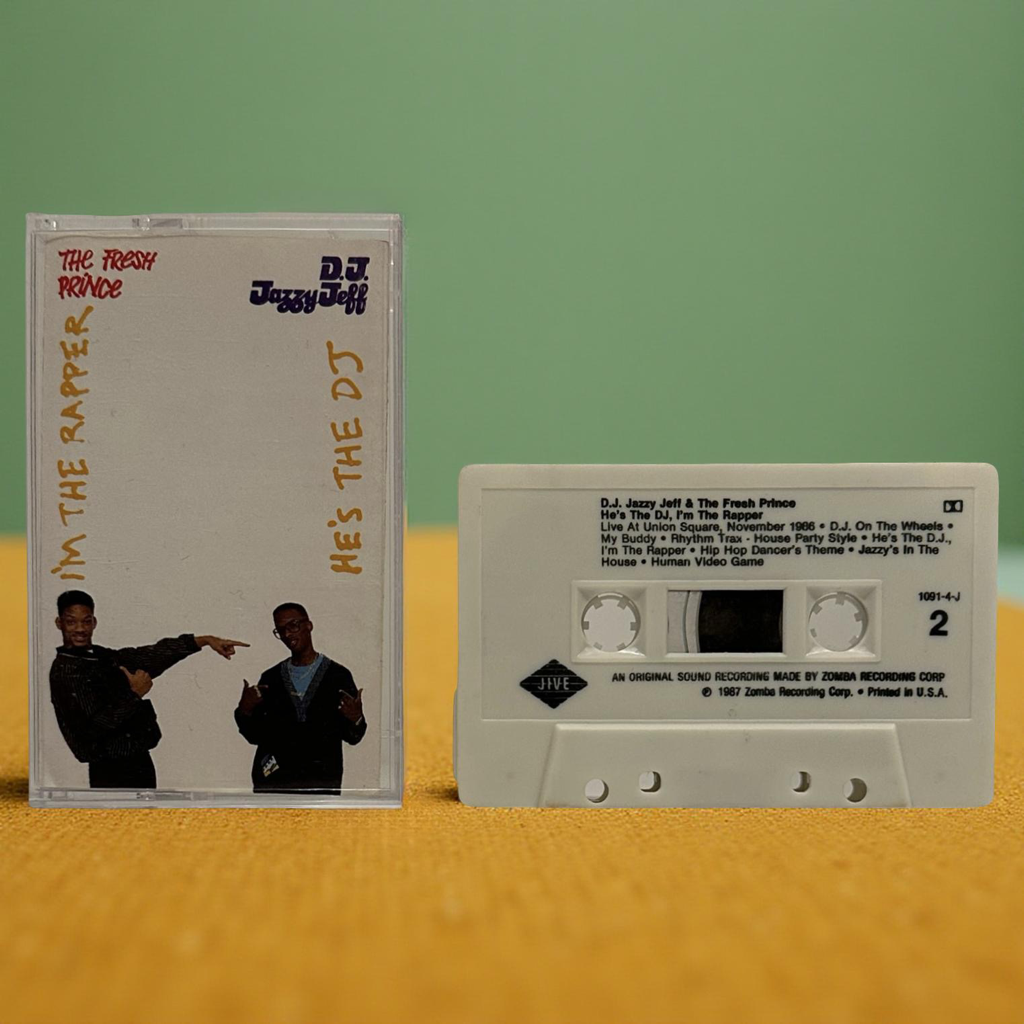 THE FRESH
PRINCE
D.J.
Jazzy Jeff
I'M THE RAPPER
HE'S THE DJ
D.J. Jazzy Jeff & The Fresh Prince
He's The DJ, I'm The Rapper
Live At Union Square, November 1986 • D.J. On The Wheels •
My Buddy • Rhythm Trax - House Party Style • He's The D.J.,
I'm The Rapper • Hip Hop Dancer's Theme • Jazzy's In The
House • Human Video Game
1091-4-J
2
JIVE
AN ORIGINAL SOUND RECORDING MADE BY ZOMBA RECORDING CORP
℗ 1987 Zomba Recording Corp. • Printed in U.S.A.